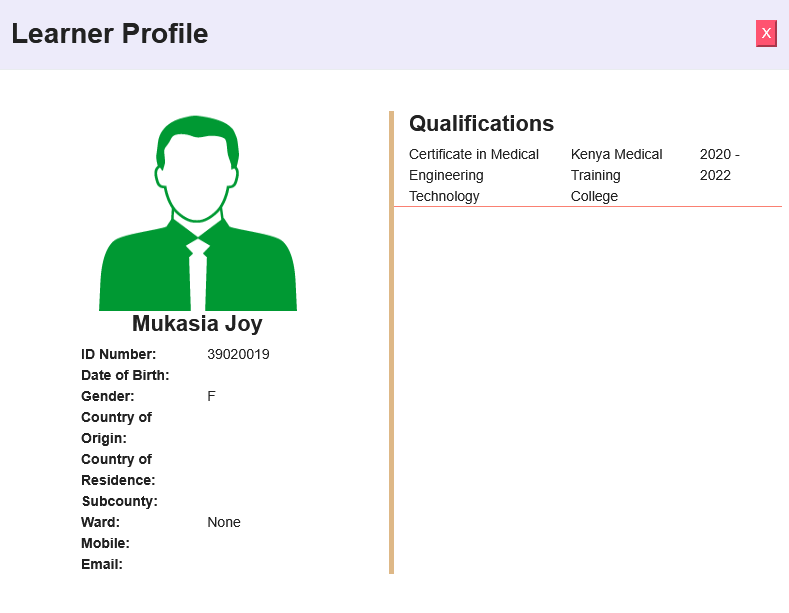 Learner Profile
X
Mukasia Joy
ID Number: 39020019
Date of Birth:
Gender: F
Country of
Origin:
Country of
Residence:
Subcounty:
Ward: None
Mobile:
Email:
Qualifications
Certificate in Medical Kenya Medical 2020 -
Engineering Training 2022
Technology College